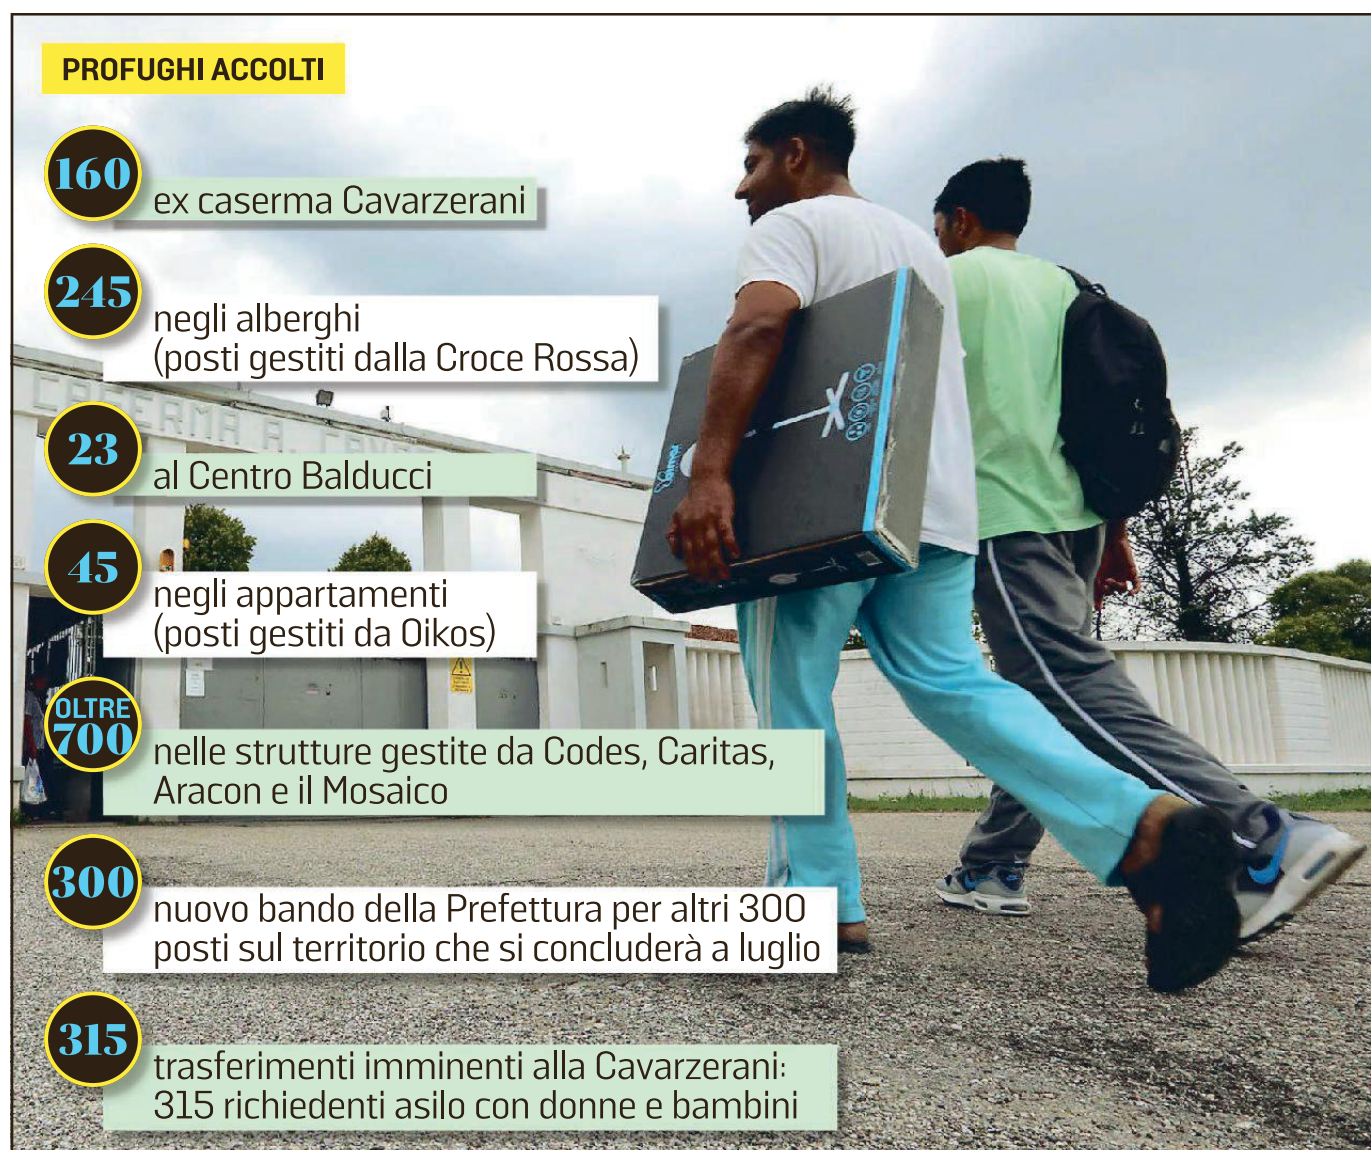 PROFUGHI ACCOLTI
160
ex caserma Cavarzerani
245
negli alberghi
(posti gestiti dalla Croce Rossa)
CASERMA A. CAVA
23
al Centro Balducci
45
negli appartamenti
(posti gestiti da Oikos)
OLTRE
700
nelle strutture gestite da Codes, Caritas,
Aracon e il Mosaico
300
nuovo bando della Prefettura per altri 300
posti sul territorio che si concluderà a luglio
315
trasferimenti imminenti alla Cavarzerani:
315 richiedenti asilo con donne e bambini